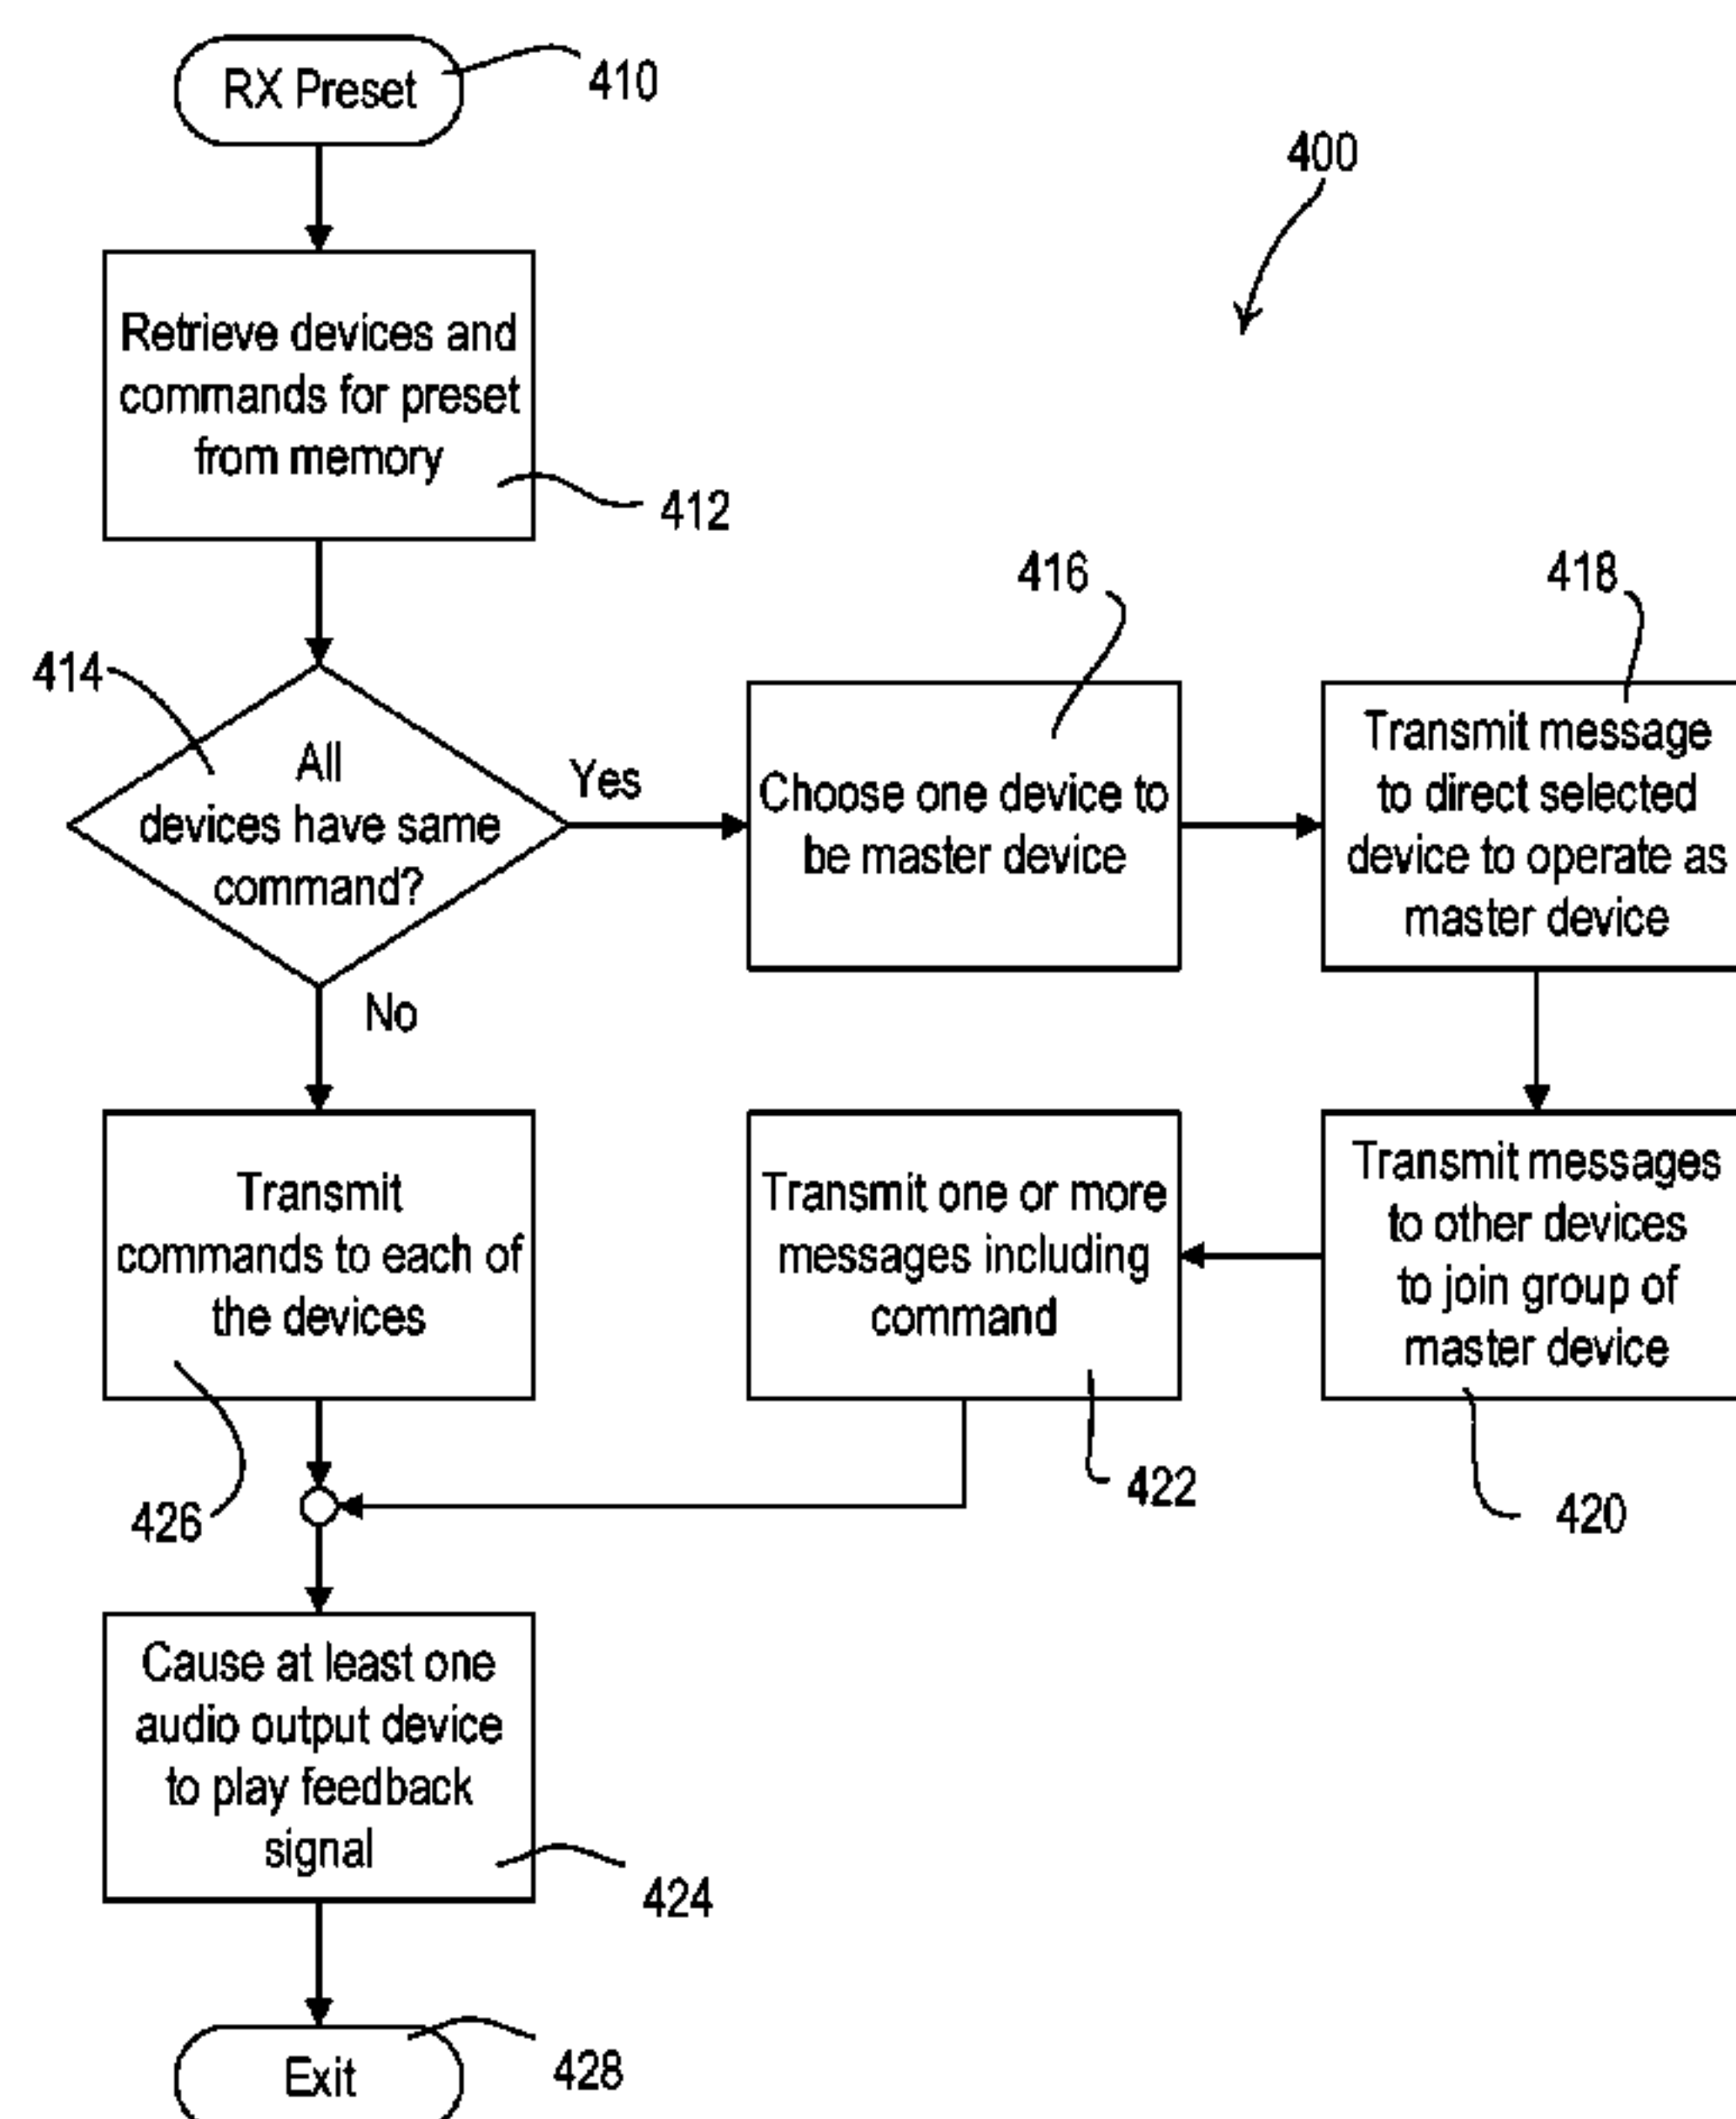 RX Preset
410
400
Retrieve devices and
commands for preset
from memory
412
414
All
devices have same
command?
Yes
No
416
Choose one device to
be master device
418
Transmit message
to direct selected
device to operate as
master device
Transmit
commands to each of
the devices
426
Transmit one or more
messages including
command
422
Transmit messages
to other devices
to join group of
master device
420
Cause at least one
audio output device
to play feedback
signal
424
Exit
428